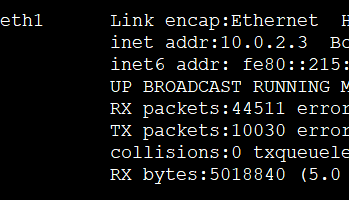 eth1 Link encap:Ethernet H
inet addr:10.0.2.3 Bc
inet6 addr: fe80::215:
UP BROADCAST RUNNING M
RX packets:44511 error
TX packets:10030 error
collisions:0 txqueuele
RX bytes:5018840 (5.0